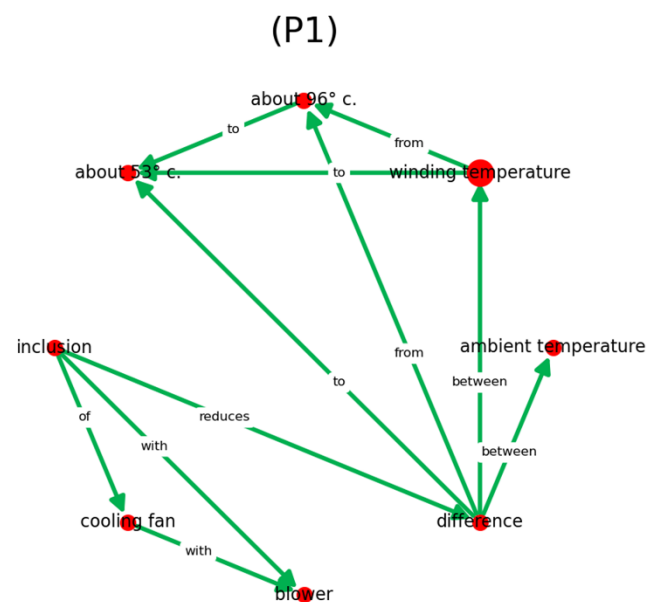 (P1)
about 96° c.
to
from
about 53° c.
to
winding temperature
inclusion
ambient temperature
from
to
between
of
reduces
with
between
cooling fan
difference
with
blower